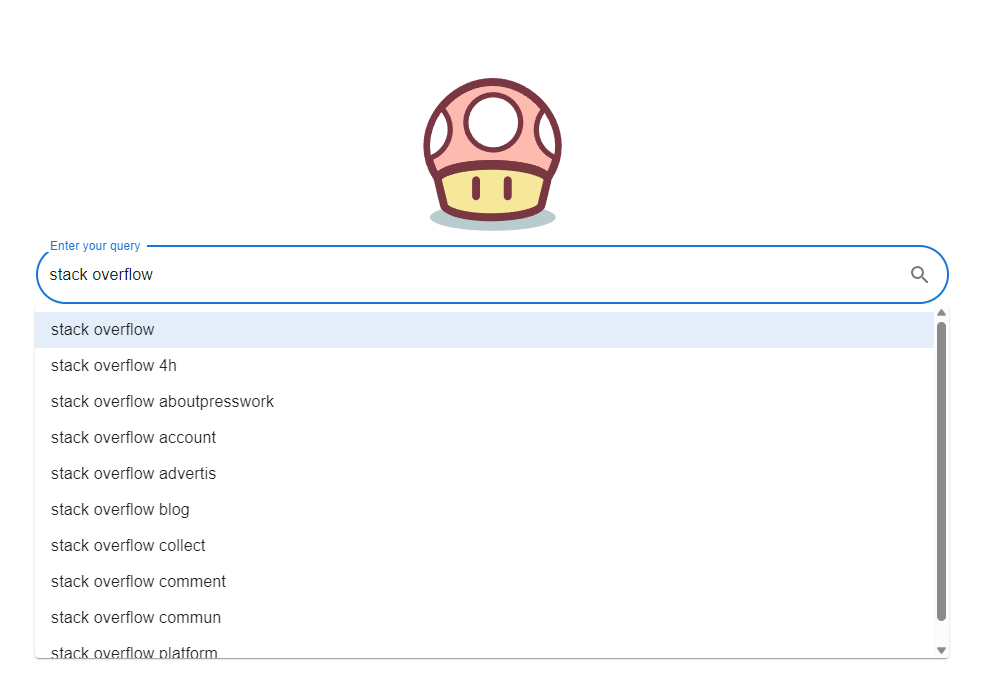 Enter your query
stack overflow
stack overflow
stack overflow 4h
stack overflow aboutpresswork
stack overflow account
stack overflow advertis
stack overflow blog
stack overflow collect
stack overflow comment
stack overflow commun
stack overflow platform